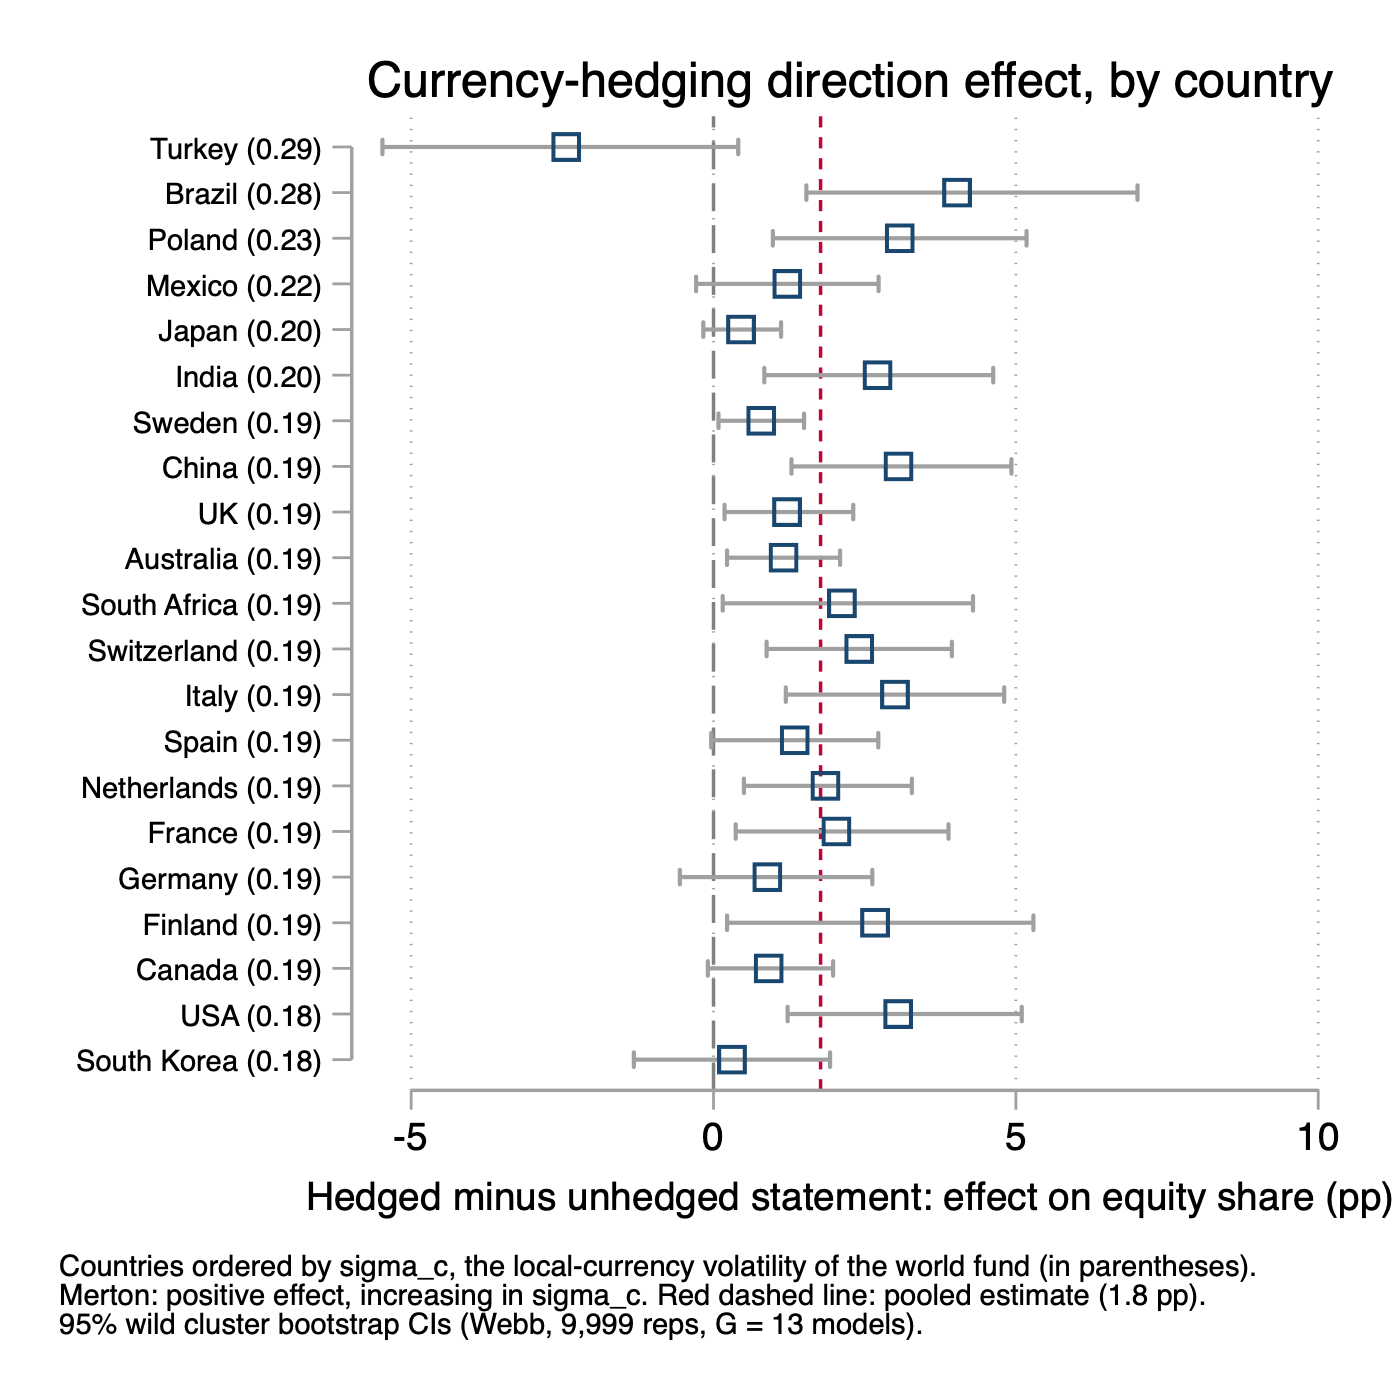 Currency-hedging direction effect, by country
Turkey (0.29)
Brazil (0.28)
Poland (0.23)
Mexico (0.22)
Japan (0.20)
India (0.20)
Sweden (0.19)
China (0.19)
UK (0.19)
Australia (0.19)
South Africa (0.19)
Switzerland (0.19)
Italy (0.19)
Spain (0.19)
Netherlands (0.19)
France (0.19)
Germany (0.19)
Finland (0.19)
Canada (0.19)
USA (0.18)
South Korea (0.18)
-5 0 5 10
Hedged minus unhedged statement: effect on equity share (pp)
Countries ordered by sigma_c, the local-currency volatility of the world fund (in parentheses).
Merton: positive effect, increasing in sigma_c. Red dashed line: pooled estimate (1.8 pp).
95% wild cluster bootstrap CIs (Webb, 9,999 reps, G = 13 models).